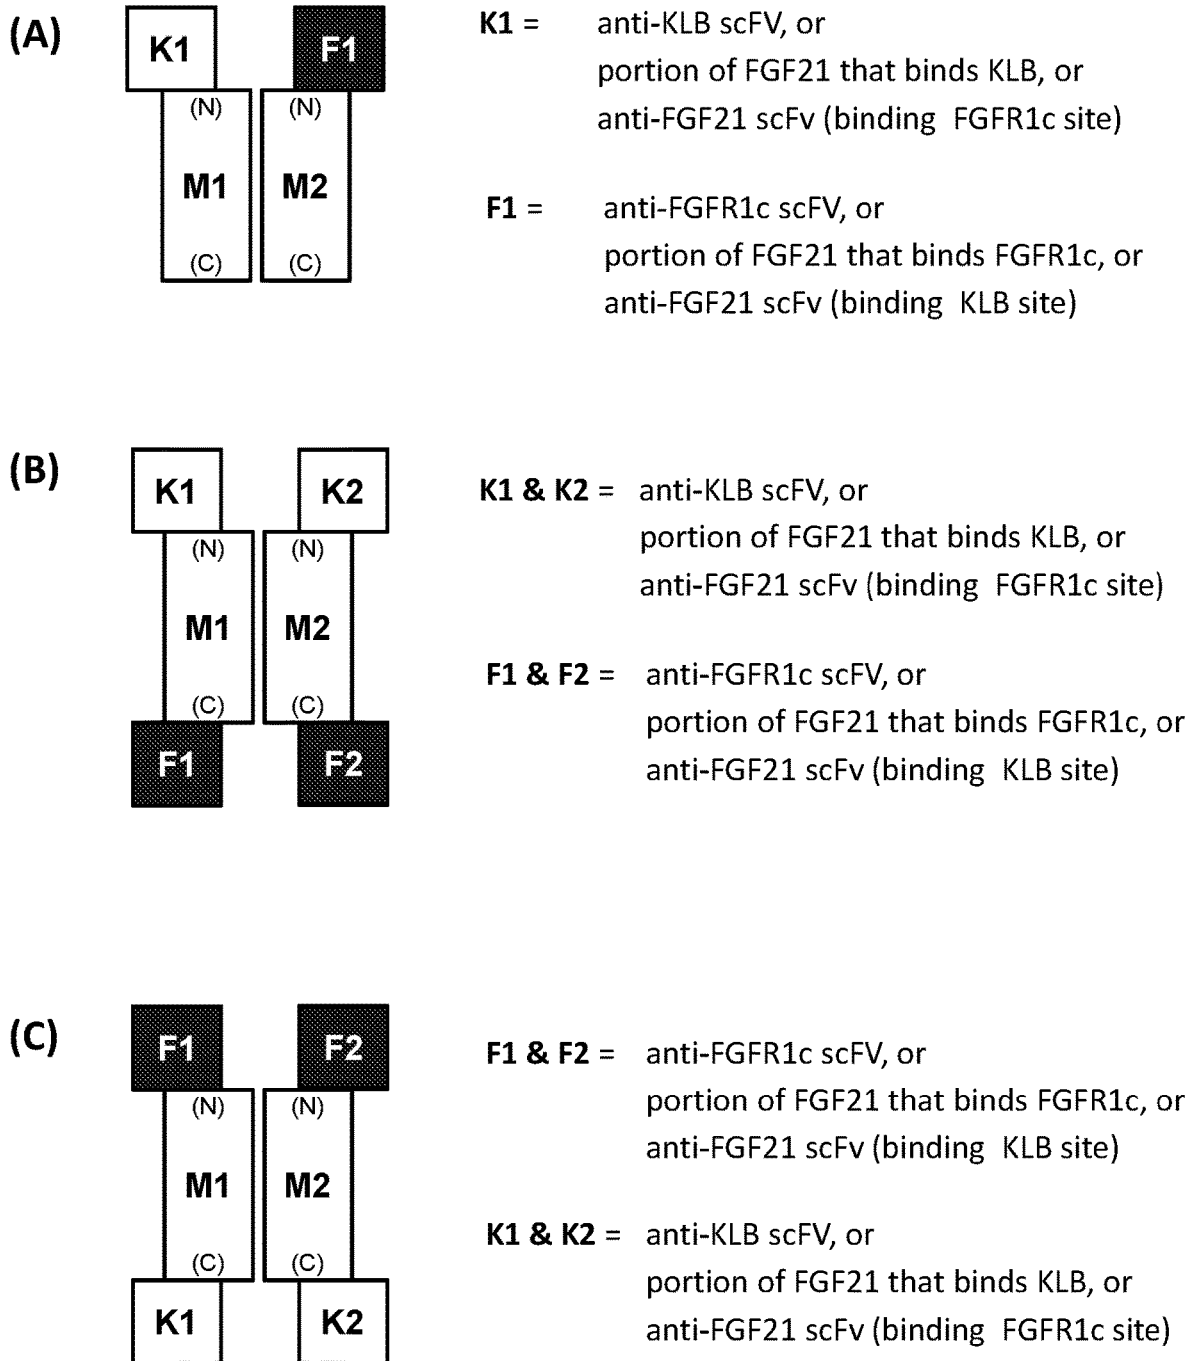 (A)
K1 F1
(N) (N)
M1 M2
(C) (C)
K1 = anti-KLB scFV, or
portion of FGF21 that binds KLB, or
anti-FGF21 scFv (binding FGFR1c site)
F1 = anti-FGFR1c scFV, or
portion of FGF21 that binds FGFR1c, or
anti-FGF21 scFv (binding KLB site)
(B)
K1 K2
(N) (N)
M1 M2
(C) (C)
F1 F2
K1 & K2 = anti-KLB scFV, or
portion of FGF21 that binds KLB, or
anti-FGF21 scFv (binding FGFR1c site)
F1 & F2 = anti-FGFR1c scFV, or
portion of FGF21 that binds FGFR1c, or
anti-FGF21 scFv (binding KLB site)
(C)
F1 F2
(N) (N)
M1 M2
(C) (C)
K1 K2
F1 & F2 = anti-FGFR1c scFV, or
portion of FGF21 that binds FGFR1c, or
anti-FGF21 scFv (binding KLB site)
K1 & K2 = anti-KLB scFV, or
portion of FGF21 that binds KLB, or
anti-FGF21 scFv (binding FGFR1c site)